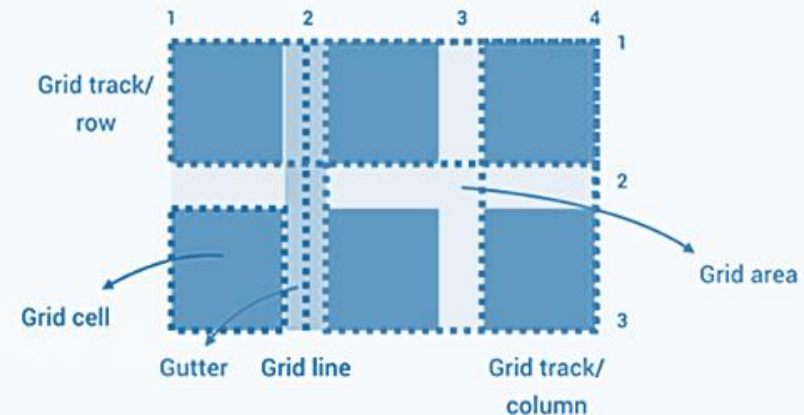 1 2 3 4
1
Grid track/
row
2
Grid area
Grid cell
3
Gutter Grid line Grid track/
column